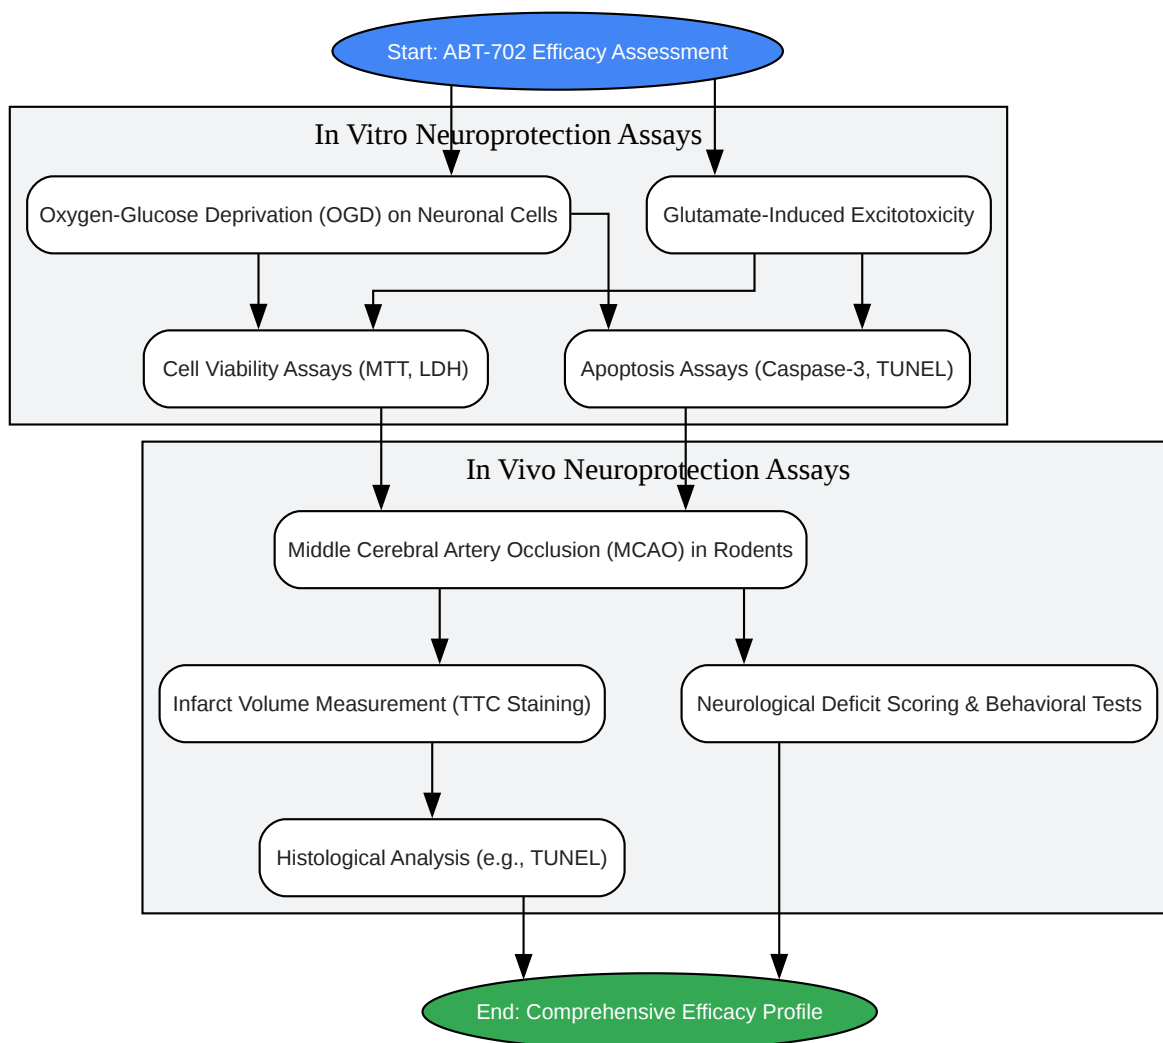 Start: ABT-702 Efficacy Assessment
In Vitro Neuroprotection Assays
Oxygen-Glucose Deprivation (OGD) on Neuronal Cells
Glutamate-Induced Excitotoxicity
Cell Viability Assays (MTT, LDH)
Apoptosis Assays (Caspase-3, TUNEL)
In Vivo Neuroprotection Assays
Middle Cerebral Artery Occlusion (MCAO) in Rodents
Infarct Volume Measurement (TTC Staining)
Neurological Deficit Scoring & Behavioral Tests
Histological Analysis (e.g., TUNEL)
End: Comprehensive Efficacy Profile